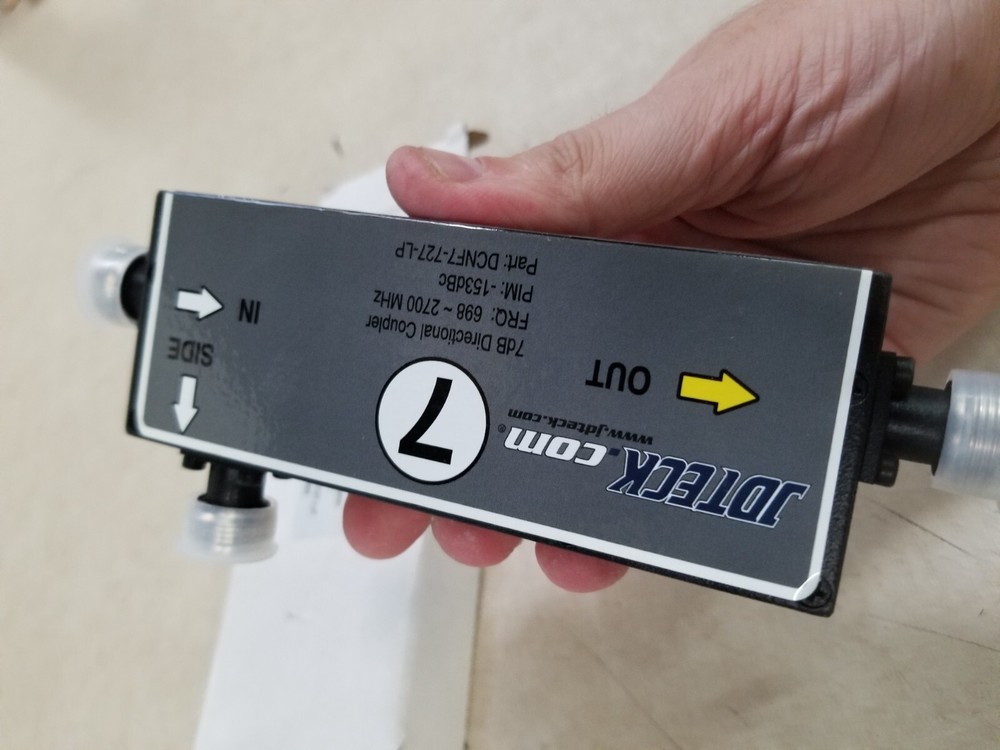 JDTECK.com®
www.jdteck.com
7
OUT
7dB Directional Coupler
FRQ: 698 ~ 2700 MHz
PIM: -153dBc
Part: DCNF7-727-LP
SIDE
IN